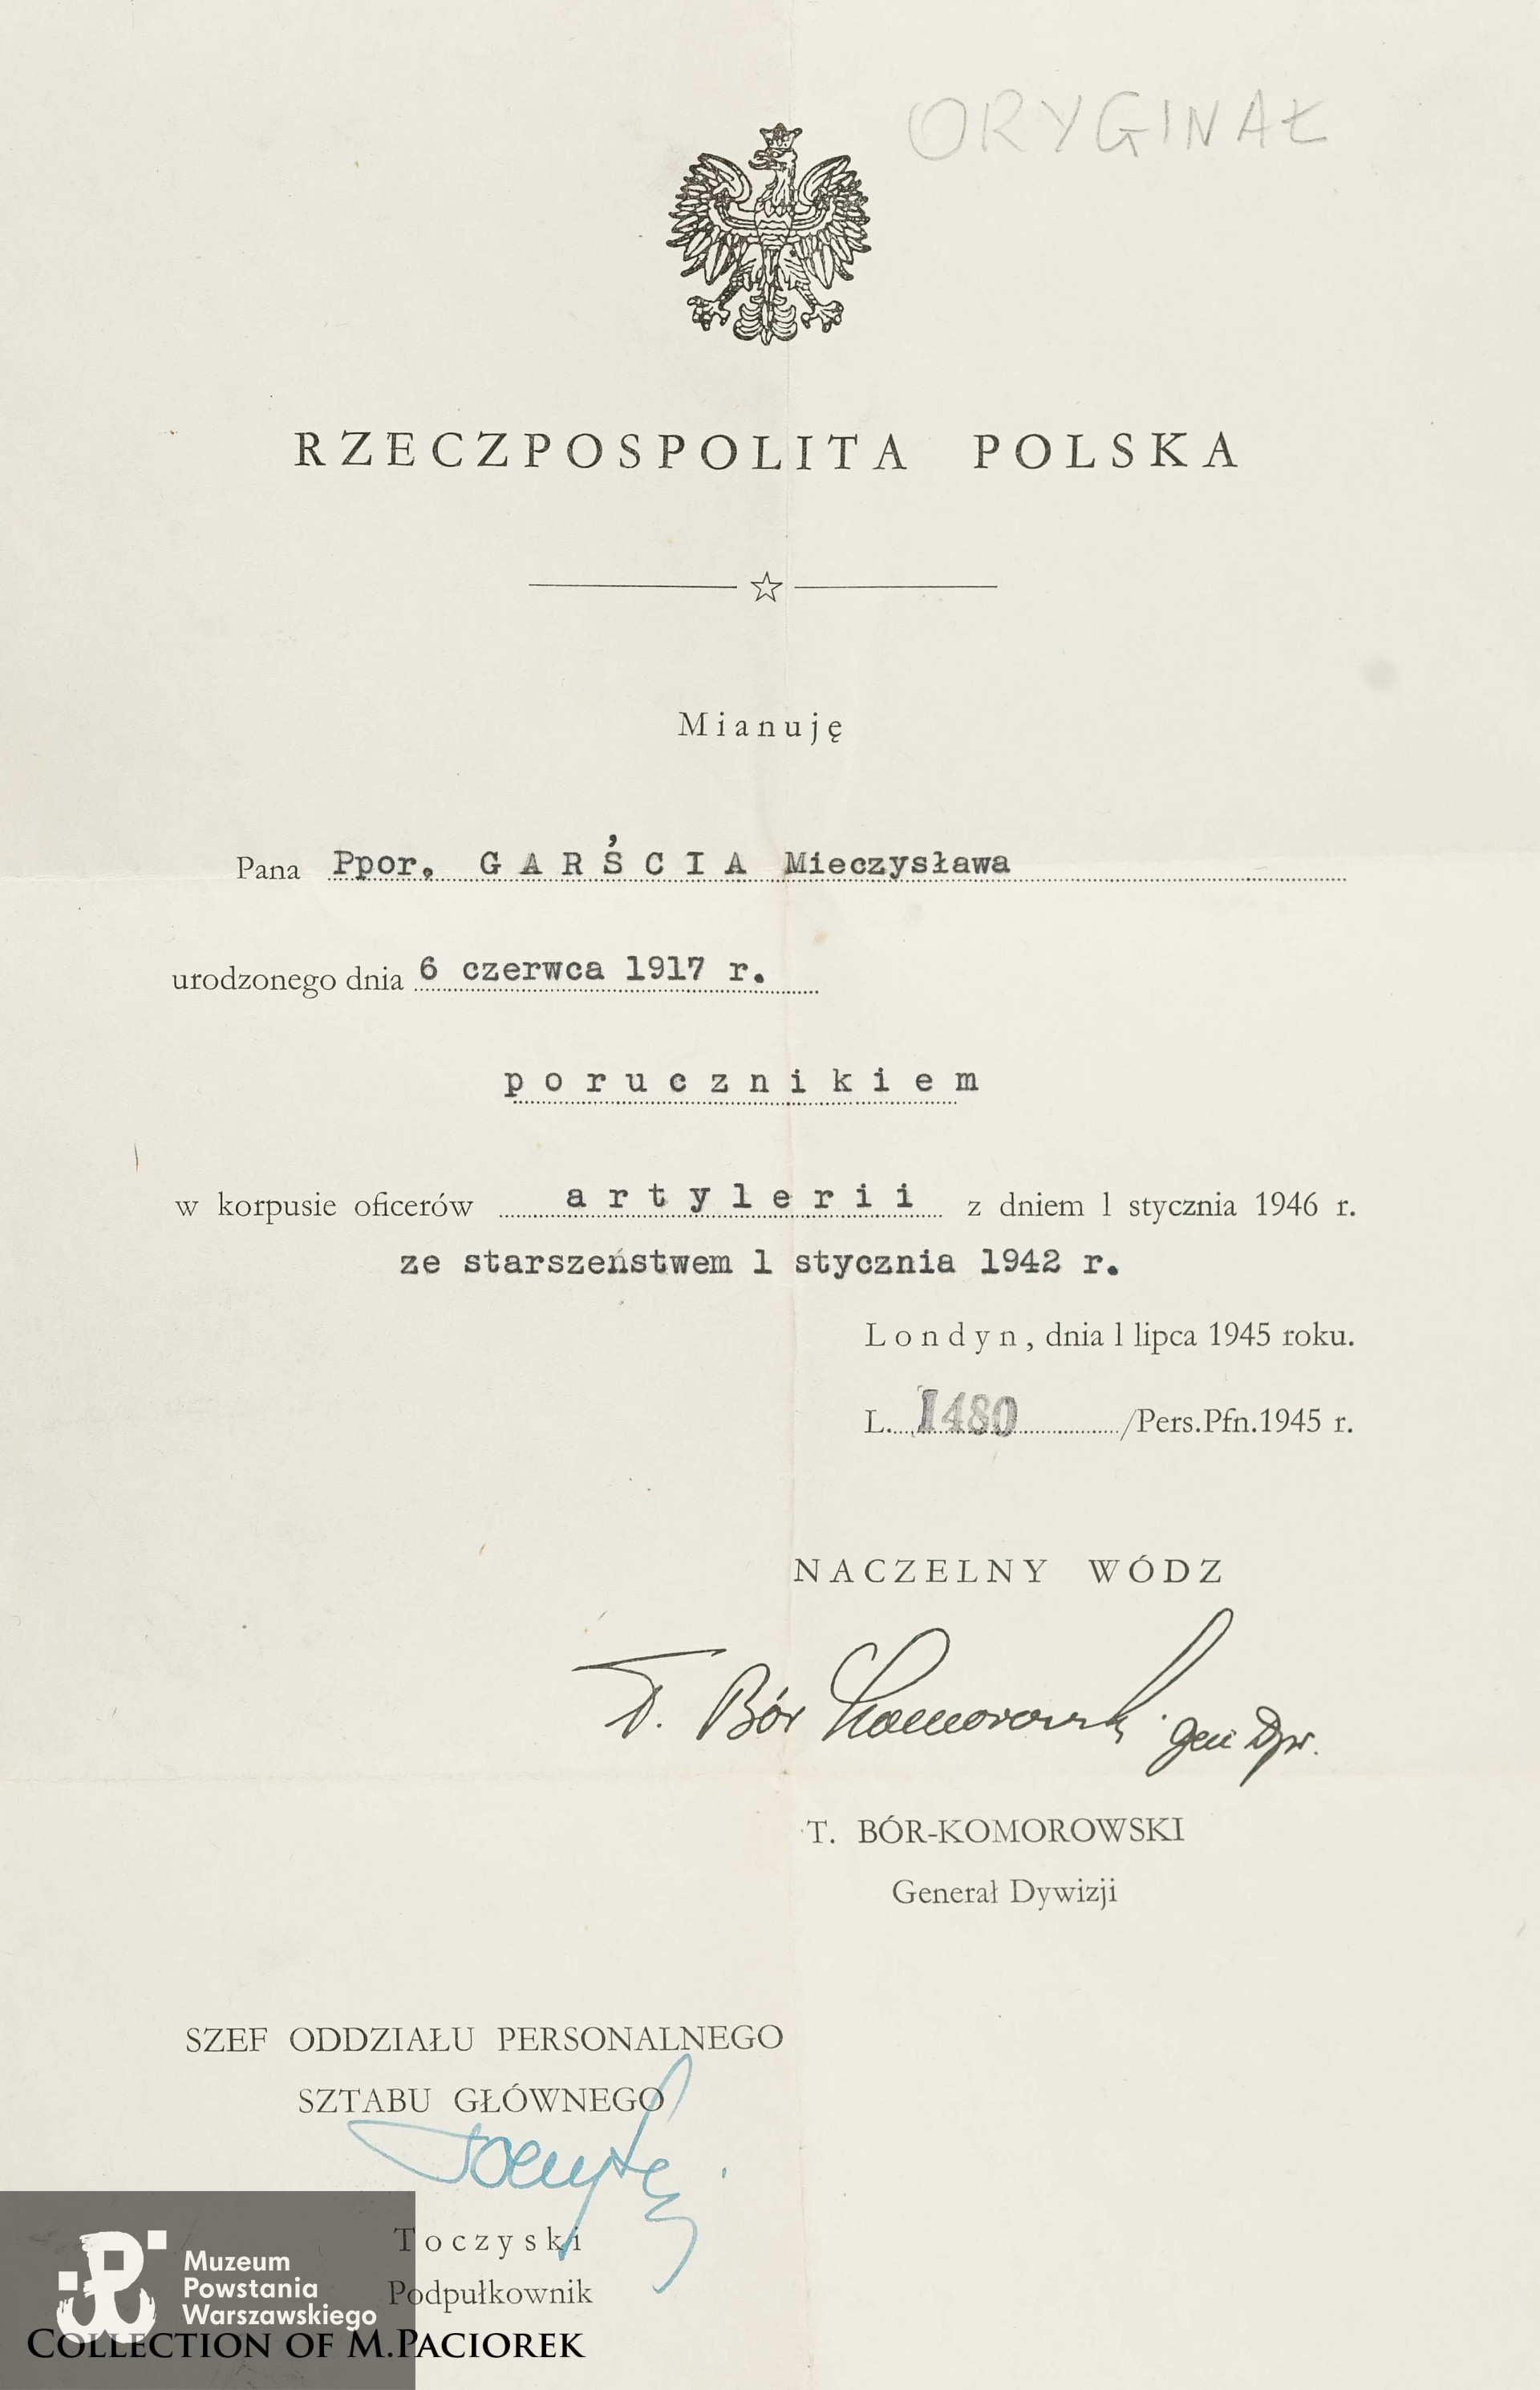 ORYGINAŁ
RZECZPOSPOLITA POLSKA
Mianuję
Pana Ppor. GARŚCIA Mieczysława
urodzonego dnia 6 czerwca 1917 r.
porucznikiem
w korpusie oficerów artylerii z dniem 1 stycznia 1946 r.
ze starszeństwem 1 stycznia 1942 r.
Londyn, dnia 1 lipca 1945 roku.
L. 1480 /Pers.Pfn.1945 r.
NACZELNY WÓDZ
T. Bór Komorowski gen Dyw.
T. BÓR-KOMOROWSKI
Generał Dywizji
SZEF ODDZIAŁU PERSONALNEGO
SZTABU GŁÓWNEGO
Toczyski
Toczyski
Podpułkownik
Muzeum
Powstania
Warszawskiego
COLLECTION OF M.PACIOREK